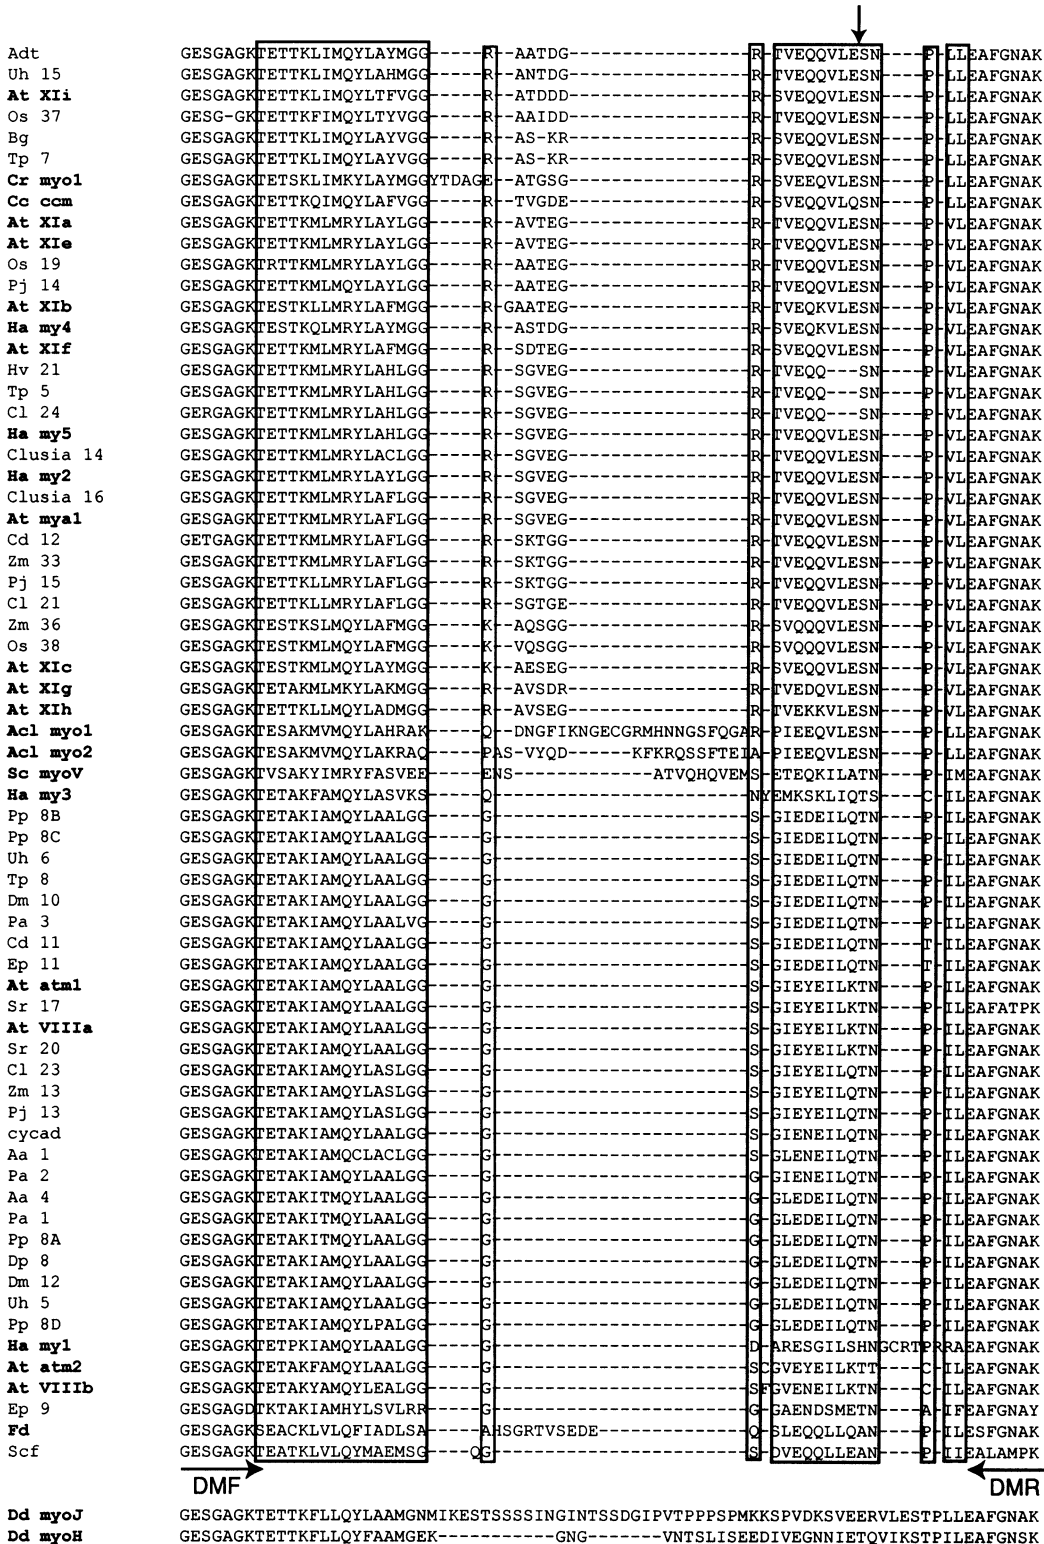 Adt GESGAGKTETTKLIMQYLAYMGG-----R--AATDG-----------------R-TVEQQVLESN----P-LLEAFGNAK
Uh 15 GESGAGKTETTKLIMQYLAHMGG-----R--ANTDG-----------------R-TVEQQVLESN----P-LLEAFGNAK
At XIi GESGAGKTETTKLIMQYLTFVGG-----R--ATDDD-----------------R-SVEQQVLESN----P-LLEAFGNAK
Os 37 GESG-GKTETTKFIMQYLTYVGG-----R--AAIDD-----------------R-TVEQQVLESN----P-LLEAFGNAK
Bg GESGAGKTETTKLIMQYLAYVGG-----R--AS-KR-----------------R-SVEQQVLESN----P-LLEAFGNAK
Tp 7 GESGAGKTETTKLIMQYLAYVGG-----R--AS-KR-----------------R-SVEQQVLESN----P-LLEAFGNAK
Cr myo1 GESGAGKTETSKLIMKYLAYMGGYTDAGE--ATGSG-----------------R-SVEEQVLESN----P-LLEAFGNAK
Cc ccm GESGAGKTETTKQIMQYLAFVGG-----R--TVGDE-----------------R-SVEQQVLQSN----P-LLEAFGNAK
At XIa GESGAGKTETTKMLMRYLAYLGG-----R--AVTEG-----------------R-TVEQQVLESN----P-VLEAFGNAK
At XIe GESGAGKTETTKMLMRYLAYLGG-----R--AVTEG-----------------R-TVEQQVLESN----P-VLEAFGNAK
Os 19 GESGAGKTRTTKMLMRYLAYLGG-----R--AATEG-----------------R-TVEQQVLESN----P-VLEAFGNAK
Pj 14 GESGAGKTETTKMLMQYLAYLGG-----R--AATEG-----------------R-TVEQQVLESN----P-VLEAFGNAK
At XIb GESGAGKTESTKLLMRYLAFMGG-----R-GAATEG-----------------R-TVEQKVLESN----P-VLEAFGNAK
Ha my4 GESGAGKTESTKQLMRYLAYMGG-----R--ASTDG-----------------R-SVEQKVLESN----P-VLEAFGNAK
At XIf GESGAGKTETTKMLMRYLAFMGG-----R--SDTEG-----------------R-SVEQQVLESN----P-VLEAFGNAK
Hv 21 GESGAGKTETTKMLMRYLAHLGG-----R--SGVEG-----------------R-TVEQQ---SN----P-VLEAFGNAK
Tp 5 GESGAGKTETTKMLMRYLAHLGG-----R--SGVEG-----------------R-TVEQQ---SN----P-VLEAFGNAK
Cl 24 GERGAGKTETTKMLMRYLAHLGG-----R--SGVEG-----------------R-TVEQQ---SN----P-VLEAFGNAK
Ha my5 GESGAGKTETTKMLMRYLAHLGG-----R--SGVEG-----------------R-TVEQQVLESN----P-VLEAFGNAK
Clusia 14 GESGAGKTETTKMLMRYLACLGG-----R--SGVEG-----------------R-TVEQQVLESN----P-VLEAFGNAK
Ha my2 GESGAGKTETTKMLMRYLAYLGG-----R--SGVEG-----------------R-TVEQQVLESN----P-VLEAFGNAK
Clusia 16 GESGAGKTETTKMLMRYLAFLGG-----R--SGVEG-----------------R-TVEQQVLESN----P-VLEAFGNAK
At mya1 GESGAGKTETTKMLMRYLAFLGG-----R--SGVEG-----------------R-TVEQQVLESN----P-VLEAFGNAK
Cd 12 GETGAGKTETTKMLMRYLAFLGG-----R--SKTGG-----------------R-TVEQQVLESN----P-VLEAFGNAK
Zm 33 GESGAGKTETTKMLMRYLAFLGG-----R--SKTGG-----------------R-TVEQQVLESN----P-VLEAFGNAK
Pj 15 GESGAGKTETTKLLMRYLAFLGG-----R--SKTGG-----------------R-TVEQQVLESN----P-VLEAFGNAK
Cl 21 GESGAGKTETTKLLMRYLAFLGG-----R--SGTGE-----------------R-TVEQQVLESN----P-VLEAFGNAK
Zm 36 GESGAGKTESTKSLMQYLAFMGG-----K--AQSGG-----------------R-SVQQQVLESN----P-VLEAFGNAK
Os 38 GESGAGKTESTKMLMQYLAFMGG-----K--VQSGG-----------------R-SVQQQVLESN----P-VLEAFGNAK
At XIc GESGAGKTESTKMLMQYLAYMGG-----K--AESEG-----------------R-SVEQQVLESN----P-VLEAFGNAK
At XIg GESGAGKTETAKMLMKYLAKMGG-----R--AVSDR-----------------R-TVEDQVLESN----P-VLEAFGNAK
At XIh GESGAGKTETTKLLMQYLADMGG-----R--AVSEG-----------------R-TVEKKVLESN----P-VLEAFGNAK
Acl myo1 GESGAGKTESAKMVMQYLAHRAK-----Q--DNGFIKNGECGRMHNNGSFQGAR-PIEEQVLESN----P-LLEAFGNAK
Acl myo2 GESGAGKTESAKMVMQYLAKRAQ-----PAS-VYQD------KFKRQSSFTEIA-PIEEQVLESN----P-LLEAFGNAK
Sc myoV GESGAGKTVSAKYIMRYFASVEE-----ENS-------------ATVQHQVEMS-ETEQKILATN----P-IMEAFGNAK
Ha my3 GESGAGKTETAKFAMQYLASVKS-----Q------------------------NYEMKSKLIQTS----C-ILEAFGNAK
Pp 8B GESGAGKTETAKIAMQYLAALGG-----G------------------------S-GIEDEILQTN----P-ILEAFGNAK
Pp 8C GESGAGKTETAKIAMQYLAALGG-----G------------------------S-GIEDEILQTN----P-ILEAFGNAK
Uh 6 GESGAGKTETAKIAMQYLAALGG-----G------------------------S-GIEDEILQTN----P-ILEAFGNAK
Tp 8 GESGAGKTETAKIAMQYLAALGG-----G------------------------S-GIEDEILQTN----P-ILEAFGNAK
Dm 10 GESGAGKTETAKIAMQYLAALGG-----G------------------------S-GIEDEILQTN----P-ILEAFGNAK
Pa 3 GESGAGKTETAKIAMQYLAALVG-----G------------------------S-GIEDEILQTN----P-ILEAFGNAK
Cd 11 GESGAGKTETAKIAMQYLAALGG-----G------------------------S-GIEDEILQTN----T-ILEAFGNAK
Ep 11 GESGAGKTETAKIAMQYLAALGG-----G------------------------S-GIEDEILQTN----T-ILEAFGNAK
At atm1 GESGAGKTETAKIAMQYLAALGG-----G------------------------S-GIEYEILKTN----P-ILEAFGNAK
Sr 17 GESGAGKTETAKIAMQYLAALGG-----G------------------------S-GIEYEILKTN----P-ILEAFATPK
At VIIIa GESGAGKTETAKIAMQYLAALGG-----G------------------------S-GIEYEILKTN----P-ILEAFGNAK
Sr 20 GESGAGKTETAKIAMQYLAALGG-----G------------------------S-GIEYEILKTN----P-ILEAFGNAK
Cl 23 GESGAGKTETAKIAMQYLASLGG-----G------------------------S-GIEYEILQTN----P-ILEAFGNAK
Zm 13 GESGAGKTETAKIAMQYLASLGG-----G------------------------S-GIEYEILQTN----P-ILEAFGNAK
Pj 13 GESGAGKTETAKIAMQYLASLGG-----G------------------------S-GIEYEILQTN----P-ILEAFGNAK
cycad GESGAGKTETAKIAMQYLAALGG-----G------------------------S-GIENEILQTN----P-ILEAFGNAK
Aa 1 GESGAGKTETAKIAMQCLACLGG-----G------------------------S-GLENEILQTN----P-ILEAFGNAK
Pa 2 GESGAGKTETAKIAMQYLAALGG-----G------------------------G-GIENEILQTN----P-ILEAFGNAK
Aa 4 GESGAGKTETAKITMQYLAALGG-----G------------------------G-GLEDEILQTN----P-ILEAFGNAK
Pa 1 GESGAGKTETAKITMQYLAALGG-----G------------------------G-GLEDEILQTN----P-ILEAFGNAK
Pp 8A GESGAGKTETAKITMQYLAALGG-----G------------------------G-GLEDEILQTN----P-ILEAFGNAK
Dp 8 GESGAGKTETAKIAMQYLAALGG-----G------------------------G-GLEDEILQTN----P-ILEAFGNAK
Dm 12 GESGAGKTETAKIAMQYLAALGG-----G------------------------G-GLEDEILQTN----P-ILEAFGNAK
Uh 5 GESGAGKTETAKIAMQYLAALGG-----G------------------------G-GLEDEILQTN----P-ILEAFGNAK
Pp 8D GESGAGKTETAKIAMQYLPALGG-----G------------------------G-GLEDEILQTN----P-ILEAFGNAK
Ha my1 GESGAGKTETPKIAMQYLAALGG-----G------------------------D-ARESGILSHNGCRTPRRAEAFGNAK
At atm2 GESGAGKTETAKFAMQYLAALGG-----G------------------------SCGVEYEILKTT----C-ILEAFGNAK
At VIIIb GESGAGKTETAKYAMQYLEALGG-----G------------------------SFGVENEILKTN----C-ILEAFGNAK
Ep 9 GESGAGDTKTAKIAMHYLSVLRR-----G------------------------G-GAENDSMETN----A-IFEAFGNAY
Fd GESGAGKSEACKLVLQFIADLSA-----AHSGRTVSEDE--------------Q-SLEQQLLQAN----P-ILESFGNAK
Scf GESGAGKTEATKLVLQYMAEMSG----QG------------------------S-DVEQQLLEAN----P-IIEALAMPK
DMF DMR
Dd myoJ GESGAGKTETTKFLLQYLAAMGNMIKESTSSSSINGINTSSDGIPVTPPPSPMKKSPVDKSVEERVLESTPLLEAFGNAK
Dd myoH GESGAGKTETTKFLLQYFAAMGEK-----------GNG-------VNTSLISEEDIVEGNNIETQVIKSTPILEAFGNSK